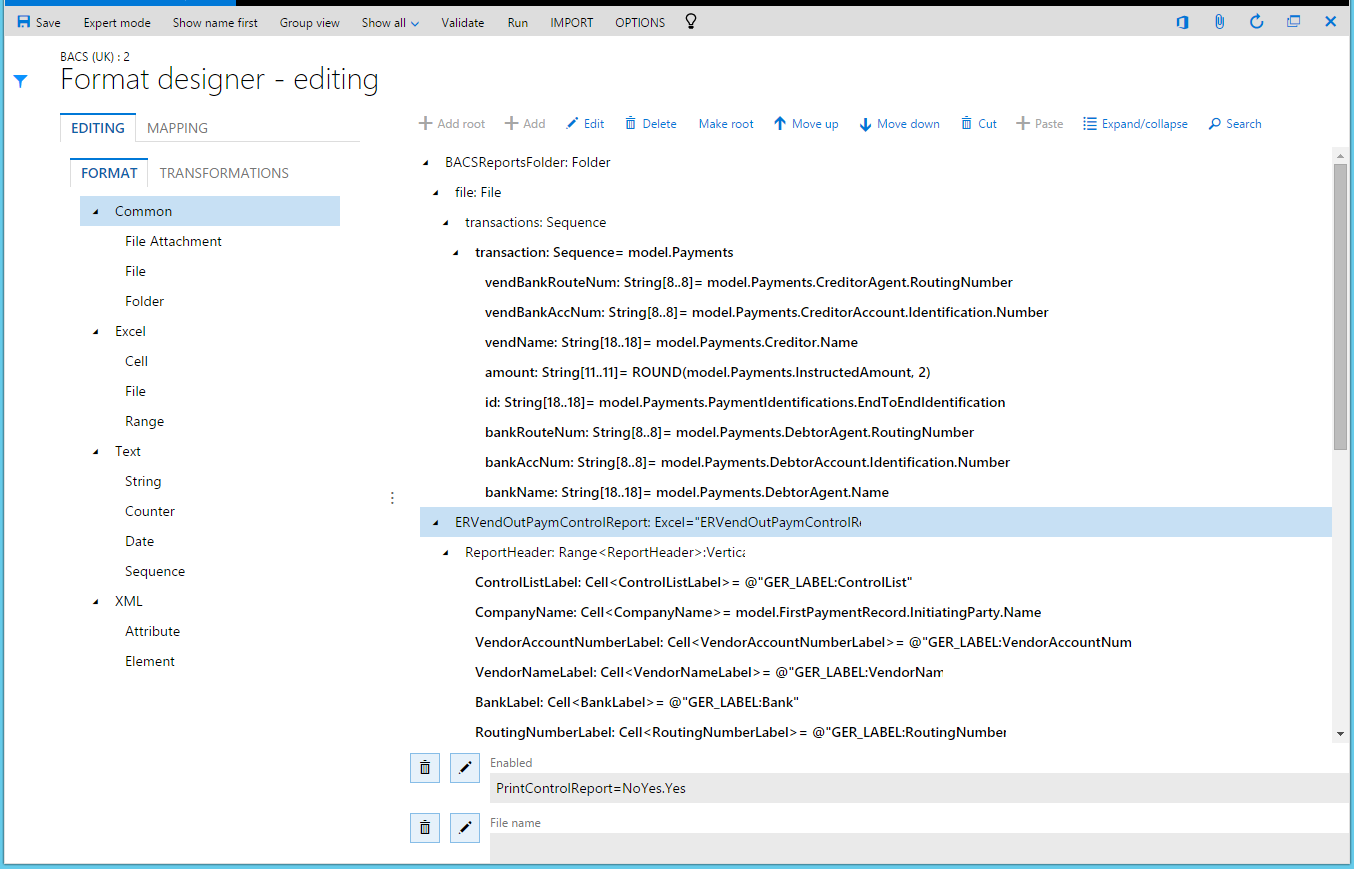 Save Expert mode Show name first Group view Show all Validate Run IMPORT OPTIONS
BACS (UK) : 2
Format designer - editing
EDITING MAPPING
FORMAT TRANSFORMATIONS
Common
File Attachment
File
Folder
Excel
Cell
File
Range
Text
String
Counter
Date
Sequence
XML
Attribute
Element
Add root Add Edit Delete Make root Move up Move down Cut Paste Expand/collapse Search
BACSReportsFolder: Folder
file: File
transactions: Sequence
transaction: Sequence= model.Payments
vendBankRouteNum: String[8..8]= model.Payments.CreditorAgent.RoutingNumber
vendBankAccNum: String[8..8]= model.Payments.CreditorAccount.Identification.Number
vendName: String[18..18]= model.Payments.Creditor.Name
amount: String[11..11]= ROUND(model.Payments.InstructedAmount, 2)
id: String[18..18]= model.Payments.PaymentIdentifications.EndToEndIdentification
bankRouteNum: String[8..8]= model.Payments.DebtorAgent.RoutingNumber
bankAccNum: String[8..8]= model.Payments.DebtorAccount.Identification.Number
bankName: String[18..18]= model.Payments.DebtorAgent.Name
ERVendOutPaymControlReport: Excel="ERVendOutPaymControlRe
ReportHeader: Range<ReportHeader>:Vertica
ControlListLabel: Cell<ControlListLabel>= @"GER_LABEL:ControlList"
CompanyName: Cell<CompanyName>= model.FirstPaymentRecord.InitiatingParty.Name
VendorAccountNumberLabel: Cell<VendorAccountNumberLabel>= @"GER_LABEL:VendorAccountNum
VendorNameLabel: Cell<VendorNameLabel>= @"GER_LABEL:VendorNam
BankLabel: Cell<BankLabel>= @"GER_LABEL:Bank"
RoutingNumberLabel: Cell<RoutingNumberLabel>= @"GER_LABEL:RoutingNumber
Enabled
PrintControlReport=NoYes.Yes
File name